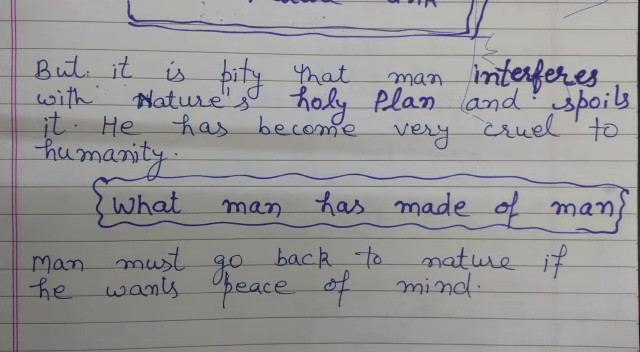 But it is pity that man interferes
with Nature's holy Plan and spoils
it. He has become very cruel to
humanity.
What man has made of man
Man must go back to nature if
he wants peace of mind.